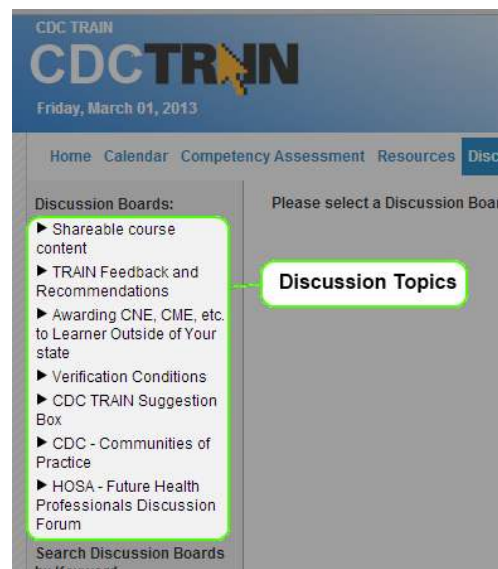 CDC TRAIN
CDCTRAIN
Friday, March 01, 2013
Home Calendar Competency Assessment Resources Disc
Discussion Boards:
Please select a Discussion Boar
► Shareable course
content
► TRAIN Feedback and
Recommendations
Discussion Topics
► Awarding CNE, CME, etc.
to Learner Outside of Your
state
► Verification Conditions
► CDC TRAIN Suggestion
Box
► CDC - Communities of
Practice
► HOSA - Future Health
Professionals Discussion
Forum
Search Discussion Boards